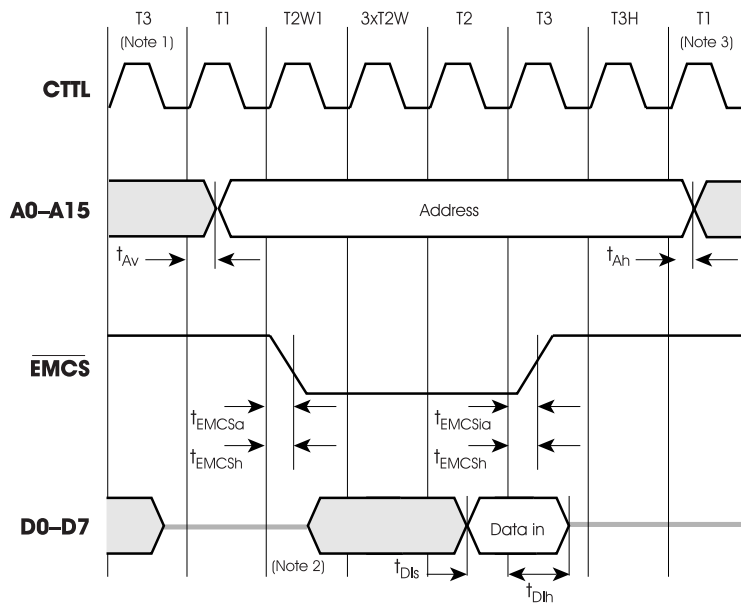 T3 T1 T2W1 3xT2W T2 T3 T3H T1
(Note 1) (Note 3)
CTTL
A0–A15 Address
tAv tAh
EMCS
tEMCSa tEMCSia
tEMCSh tEMCSh
D0–D7 Data in
(Note 2) tDIs
tDIh